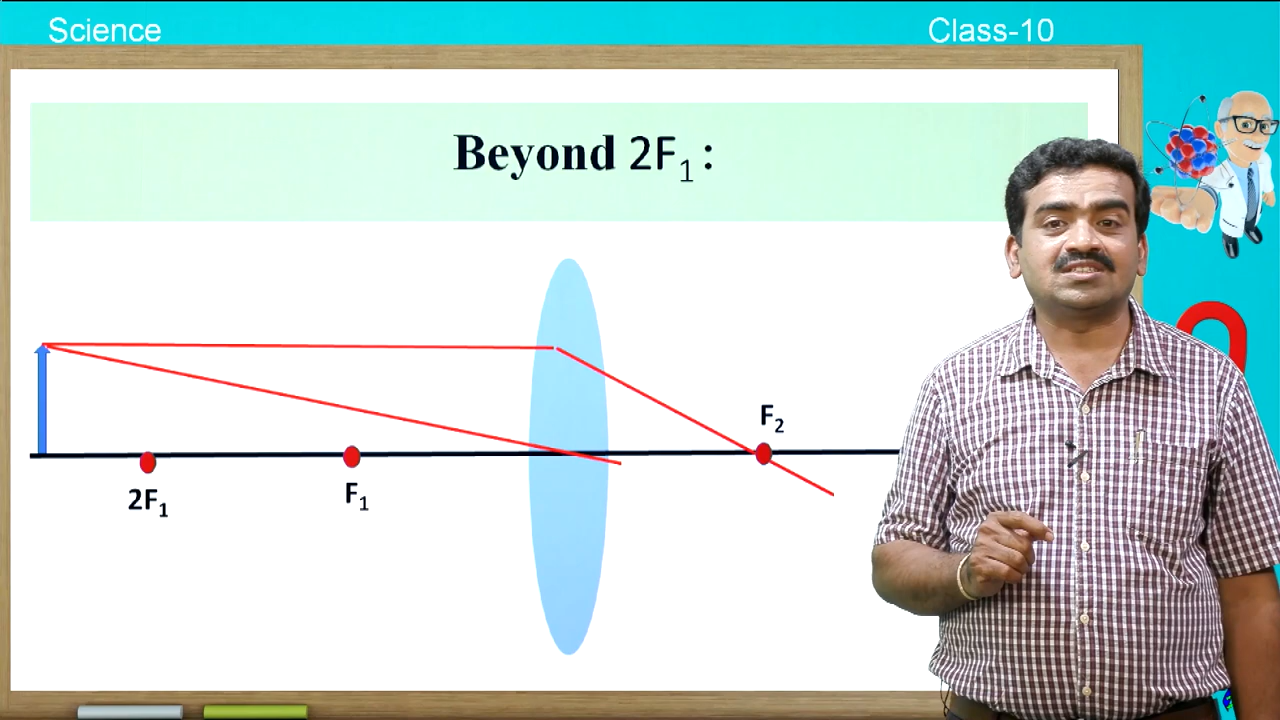 Science
Class-10
Beyond 2F₁:
F₂
2F₁
F₁